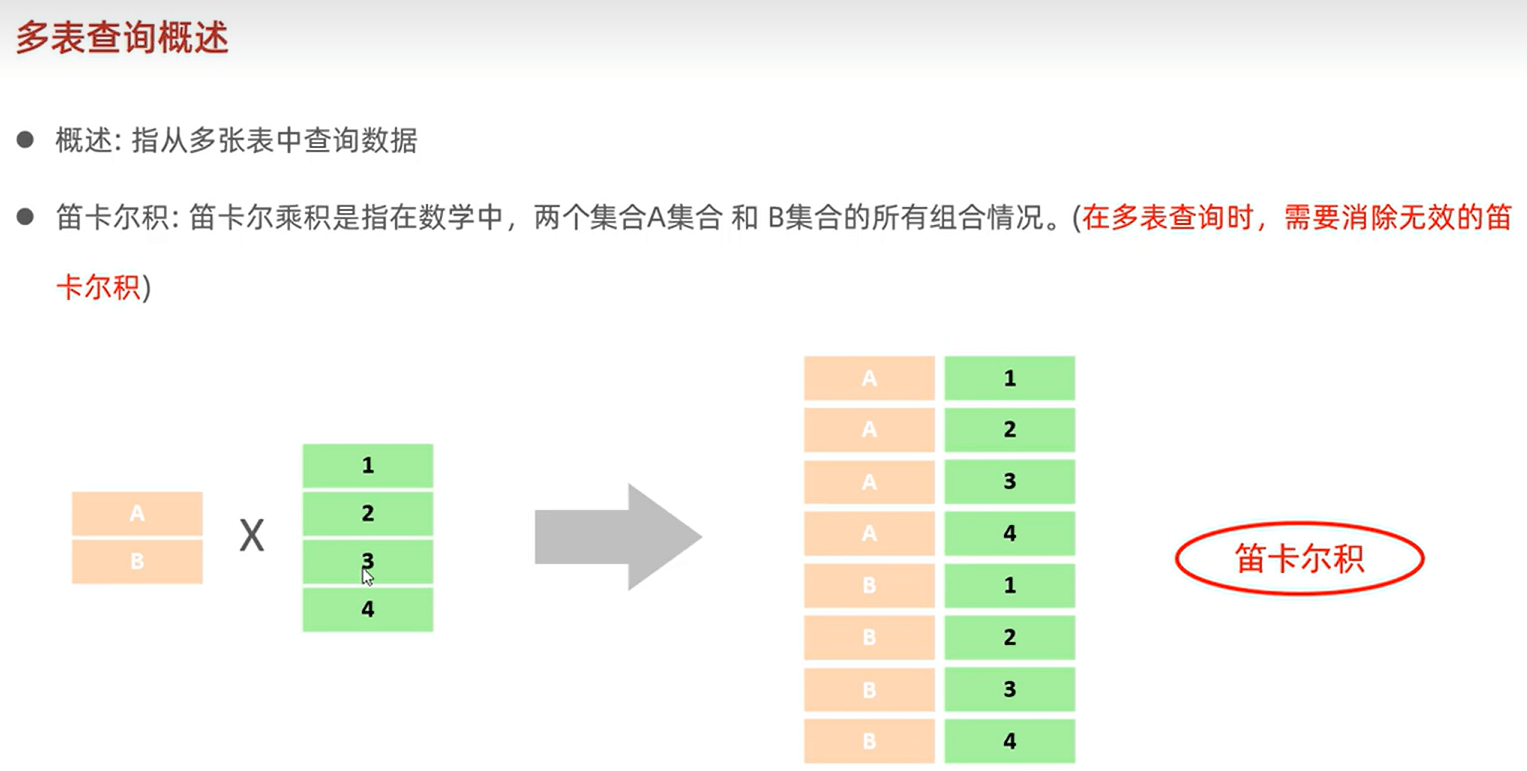 多表查询概述
概述: 指从多张表中查询数据
笛卡尔积: 笛卡尔乘积是指在数学中，两个集合A集合 和 B集合的所有组合情况。(在多表查询时，需要消除无效的笛
卡尔积)
A
B
X
1
2
3
4
A 1
A 2
A 3
A 4
B 1
B 2
B 3
B 4
笛卡尔积